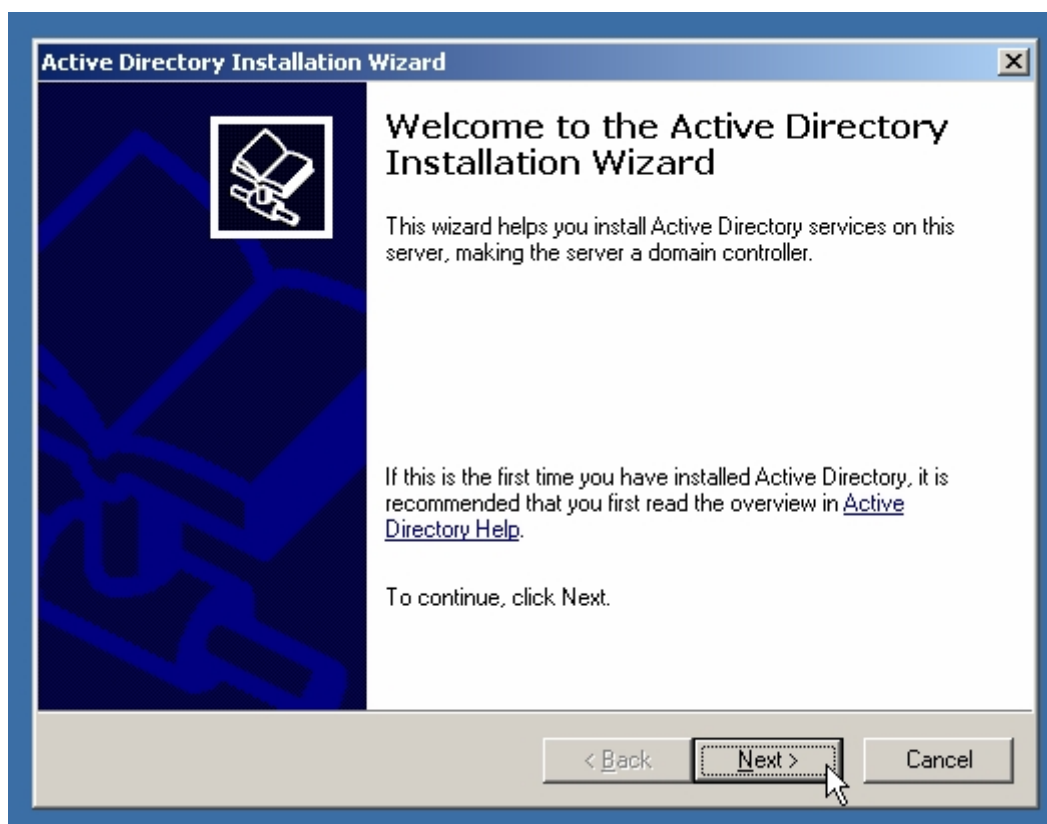 Active Directory Installation Wizard
Welcome to the Active Directory
Installation Wizard
This wizard helps you install Active Directory services on this
server, making the server a domain controller.
If this is the first time you have installed Active Directory, it is
recommended that you first read the overview in Active
Directory Help.
To continue, click Next.
< Back Next > Cancel